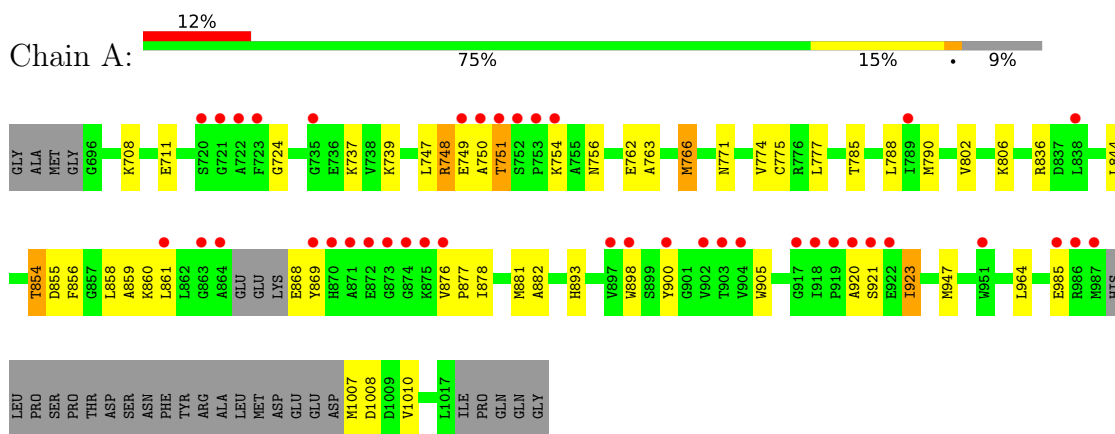 12%
Chain A:
75% 15% • 9%
GLY ALA MET GLY G696 K708 E711 S720 G721 A722 F723 G724 G735 E736 K737 V738 K739 L747 R748 E749 A750 T751 S752 P753 K754 A755 N756 E762 A763 M766 N771 V774 C775 R776 L777 T785 L788 I789 M790 V802 K806 R836 D837 L838 L844
T854 D855 F856 G857 L858 A859 K860 L861 L862 G863 A864 GLU GLU LYS E868 Y869 H870 A871 E872 G873 G874 K875 V876 P877 I878 M881 A882 H893 V897 W898 S899 Y900 G901 V902 T903 V904 W905 G917 I918 P919 A920 S921 E922 I923 M947 W951 L964 E985 R986 M987 HIS
LEU PRO SER PRO THR ASP SER ASN PHE TYR ARG ALA LEU MET ASP GLU GLU ASP M1007 D1008 D1009 V1010 L1017 ILE PRO GLN GLN GLY